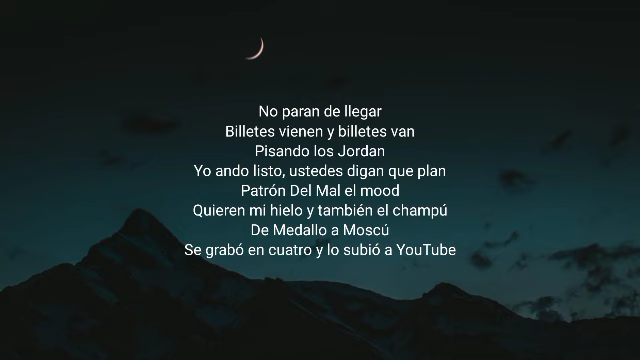 No paran de llegar
Billetes vienen y billetes van
Pisando los Jordan
Yo ando listo, ustedes digan que plan
Patrón Del Mal el mood
Quieren mi hielo y también el champú
De Medallo a Moscú
Se grabó en cuatro y lo subió a YouTube